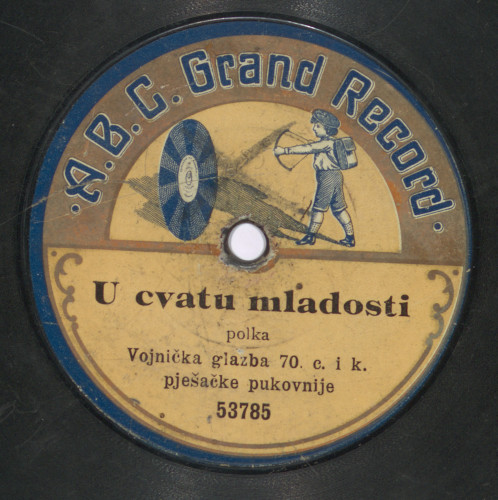 A.B.C. Grand Record
U cvatu mladosti
polka
Vojnička glazba 70. c. i k.
pješačke pukovnije
53785